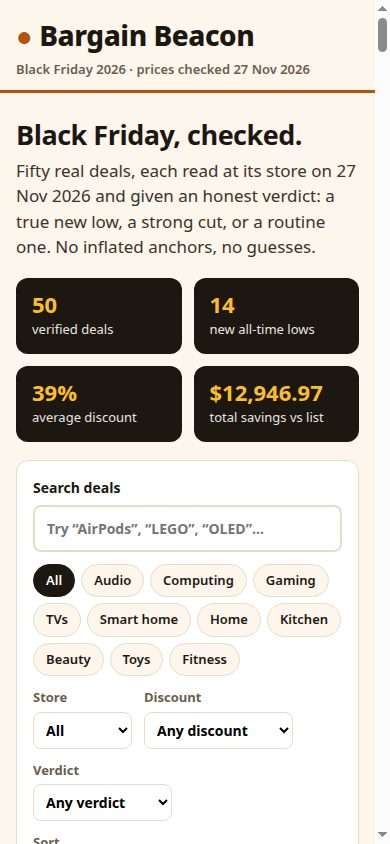 Bargain Beacon
Black Friday 2026 · prices checked 27 Nov 2026
Black Friday, checked.
Fifty real deals, each read at its store on 27
Nov 2026 and given an honest verdict: a
true new low, a strong cut, or a routine
one. No inflated anchors, no guesses.
50
verified deals
14
new all-time lows
39%
average discount
$12,946.97
total savings vs list
Search deals
Try “AirPods”, “LEGO”, “OLED”…
All
Audio
Computing
Gaming
TVs
Smart home
Home
Kitchen
Beauty
Toys
Fitness
Store
Discount
All
Any discount
Verdict
Any verdict
Sort